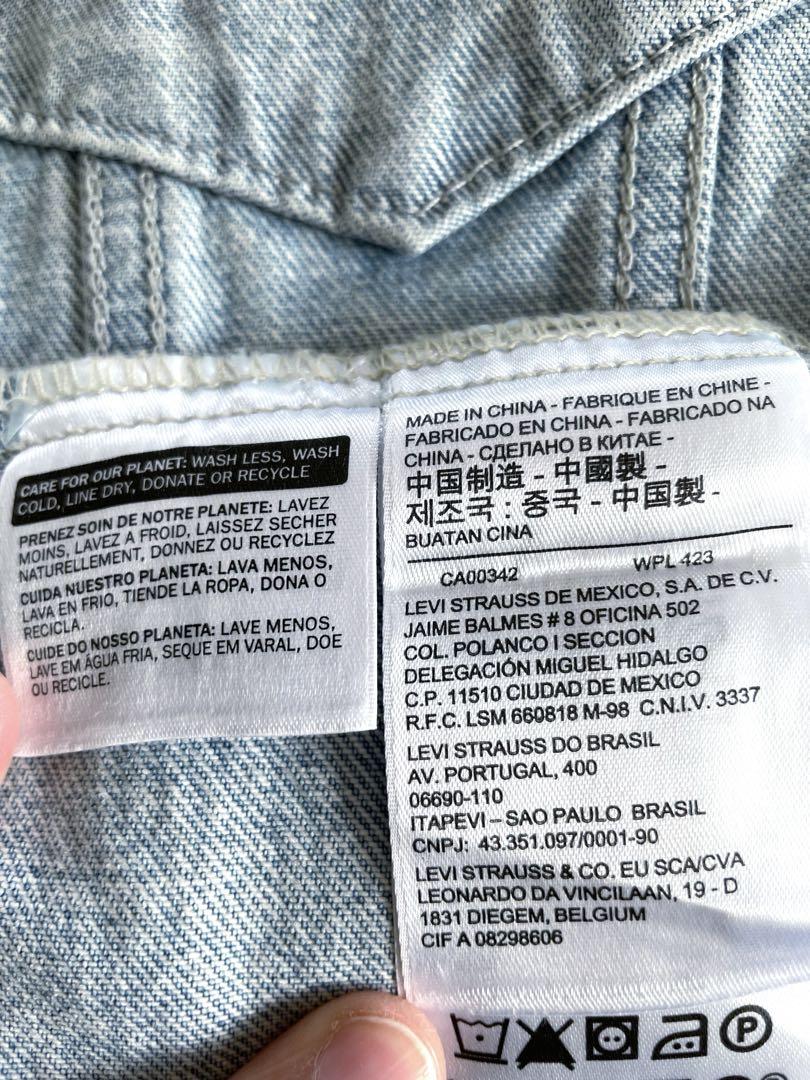 CARE FOR OUR PLANET: WASH LESS, WASH
COLD, LINE DRY, DONATE OR RECYCLE
PRENEZ SOIN DE NOTRE PLANETE: LAVEZ
MOINS, LAVEZ A FROID, LAISSEZ SECHER
NATURELLEMENT, DONNEZ OU RECYCLEZ
CUIDA NUESTRO PLANETA: LAVA MENOS,
LAVA EN FRIO, TIENDE LA ROPA, DONA O
RECICLA.
CUIDE DO NOSSO PLANETA: LAVE MENOS,
LAVE EM ÁGUA FRIA, SEQUE EM VARAL, DOE
OU RECICLE.
MADE IN CHINA - FABRIQUE EN CHINE -
FABRICADO EN CHINA - FABRICADO NA
CHINA - СДЕЛАНО В КИТАЕ -
中国制造 - 中國製 -
제조국 : 중국 - 中国製 -
BUATAN CINA
CA00342 WPL 423
LEVI STRAUSS DE MEXICO, S.A. DE C.V.
JAIME BALMES # 8 OFICINA 502
COL. POLANCO I SECCION
DELEGACIÓN MIGUEL HIDALGO
C.P. 11510 CIUDAD DE MEXICO
R.F.C. LSM 660818 M-98 C.N.I.V. 3337
LEVI STRAUSS DO BRASIL
AV. PORTUGAL, 400
06690-110
ITAPEVI – SAO PAULO BRASIL
CNPJ: 43.351.097/0001-90
LEVI STRAUSS & CO. EU SCA/CVA
LEONARDO DA VINCILAAN, 19 - D
1831 DIEGEM, BELGIUM
CIF A 08298606
P